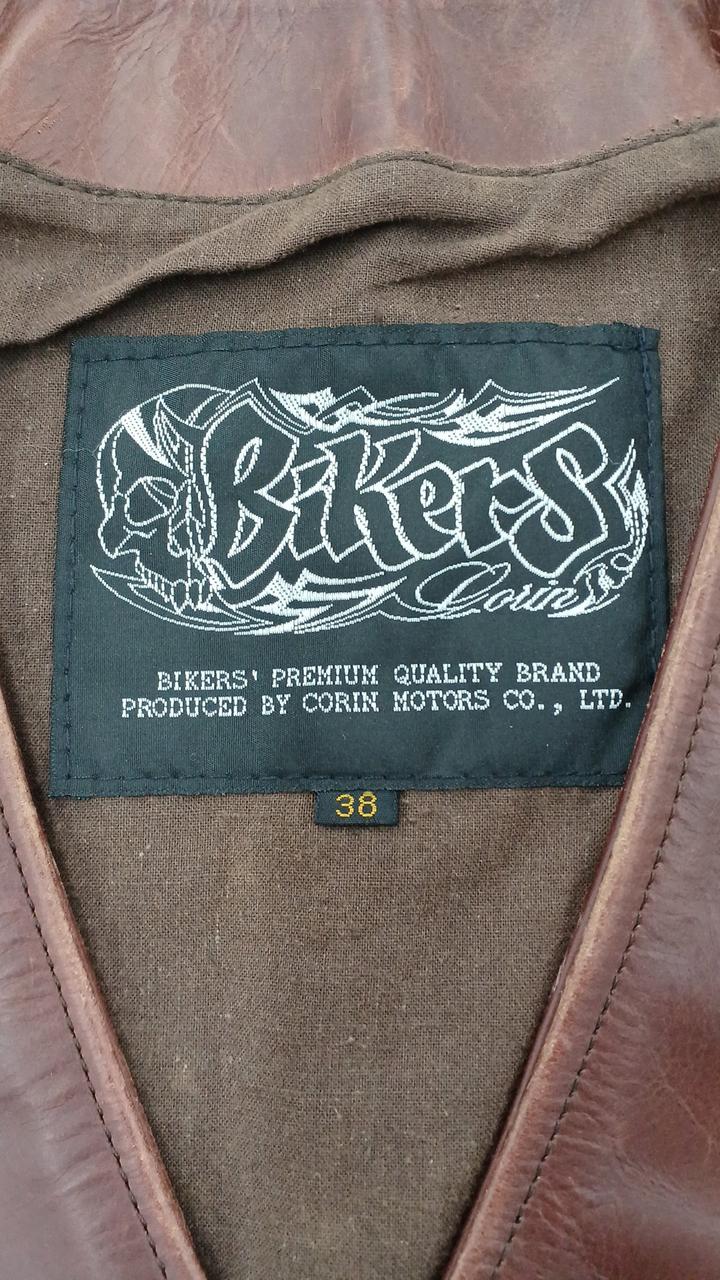 BikerS
Corin
BIKERS' PREMIUM QUALITY BRAND
PRODUCED BY CORIN MOTORS CO., LTD.
38